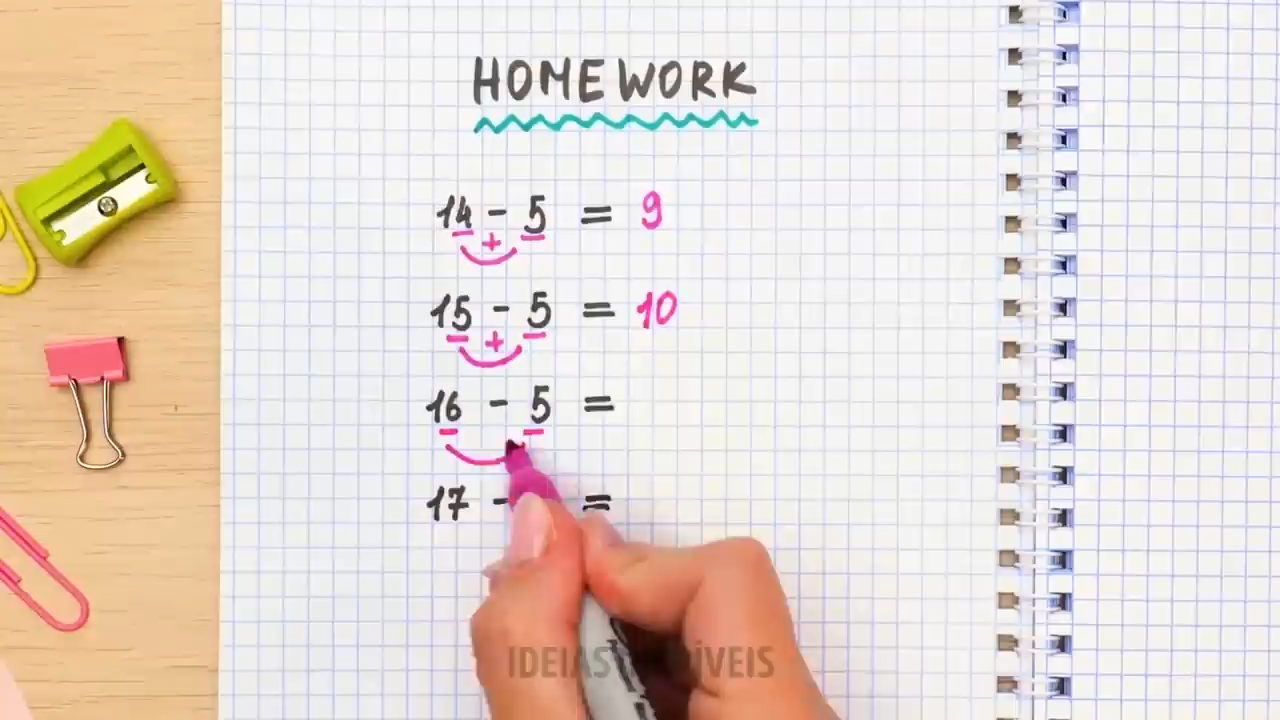 HOMEWORK
14 - 5 = 9
+
15 - 5 = 10
+
16 - 5 =
17 - =